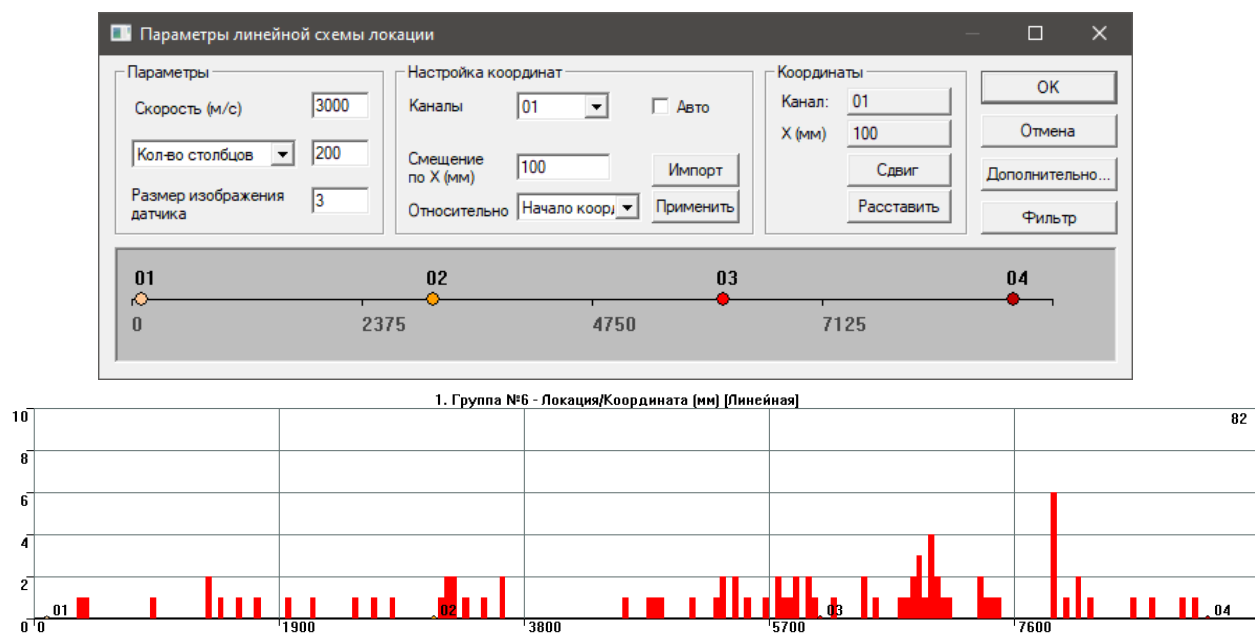 Параметры линейной схемы локации
Параметры
Скорость (м/с) 3000
Кол-во столбцов 200
Размер изображения
датчика 3
Настройка координат
Каналы 01 Авто
Смещение
по X (мм) 100 Импорт
Относительно Начало коор Применить
Координаты
Канал: 01
X (мм) 100
Сдвиг
Расставить
OK
Отмена
Дополнительно...
Фильтр
01 02 03 04
0 2375 4750 7125
1. Группа №6 - Локация/Координата (мм) [Линейная]
10 82
8
6
4
2
01 02 03 04
0 0 1900 3800 5700 7600